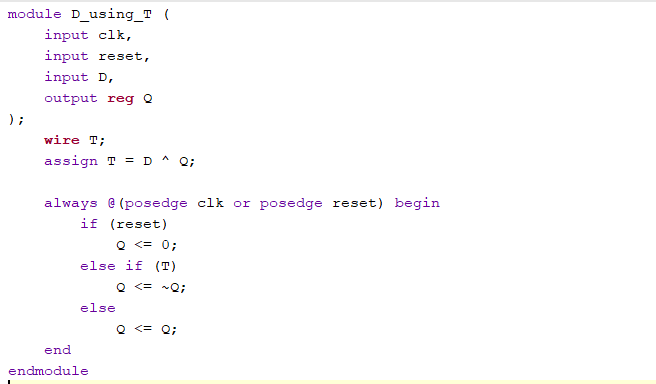 module D_using_T (
    input clk,
    input reset,
    input D,
    output reg Q
);
    wire T;
    assign T = D ^ Q;

    always @(posedge clk or posedge reset) begin
        if (reset)
            Q <= 0;
        else if (T)
            Q <= ~Q;
        else
            Q <= Q;
    end
endmodule